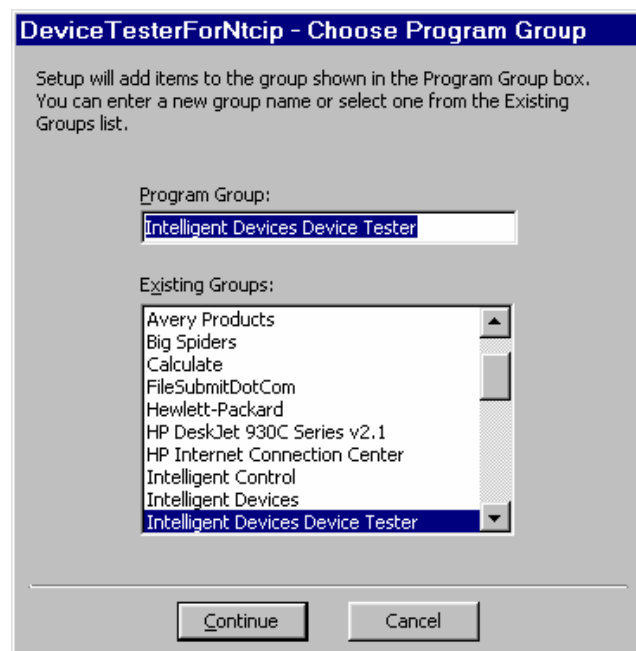 DeviceTesterForNtcip - Choose Program Group
Setup will add items to the group shown in the Program Group box.
You can enter a new group name or select one from the Existing
Groups list.
Program Group:
Intelligent Devices Device Tester
Existing Groups:
Avery Products
Big Spiders
Calculate
FileSubmitDotCom
Hewlett-Packard
HP DeskJet 930C Series v2.1
HP Internet Connection Center
Intelligent Control
Intelligent Devices
Intelligent Devices Device Tester
Continue
Cancel